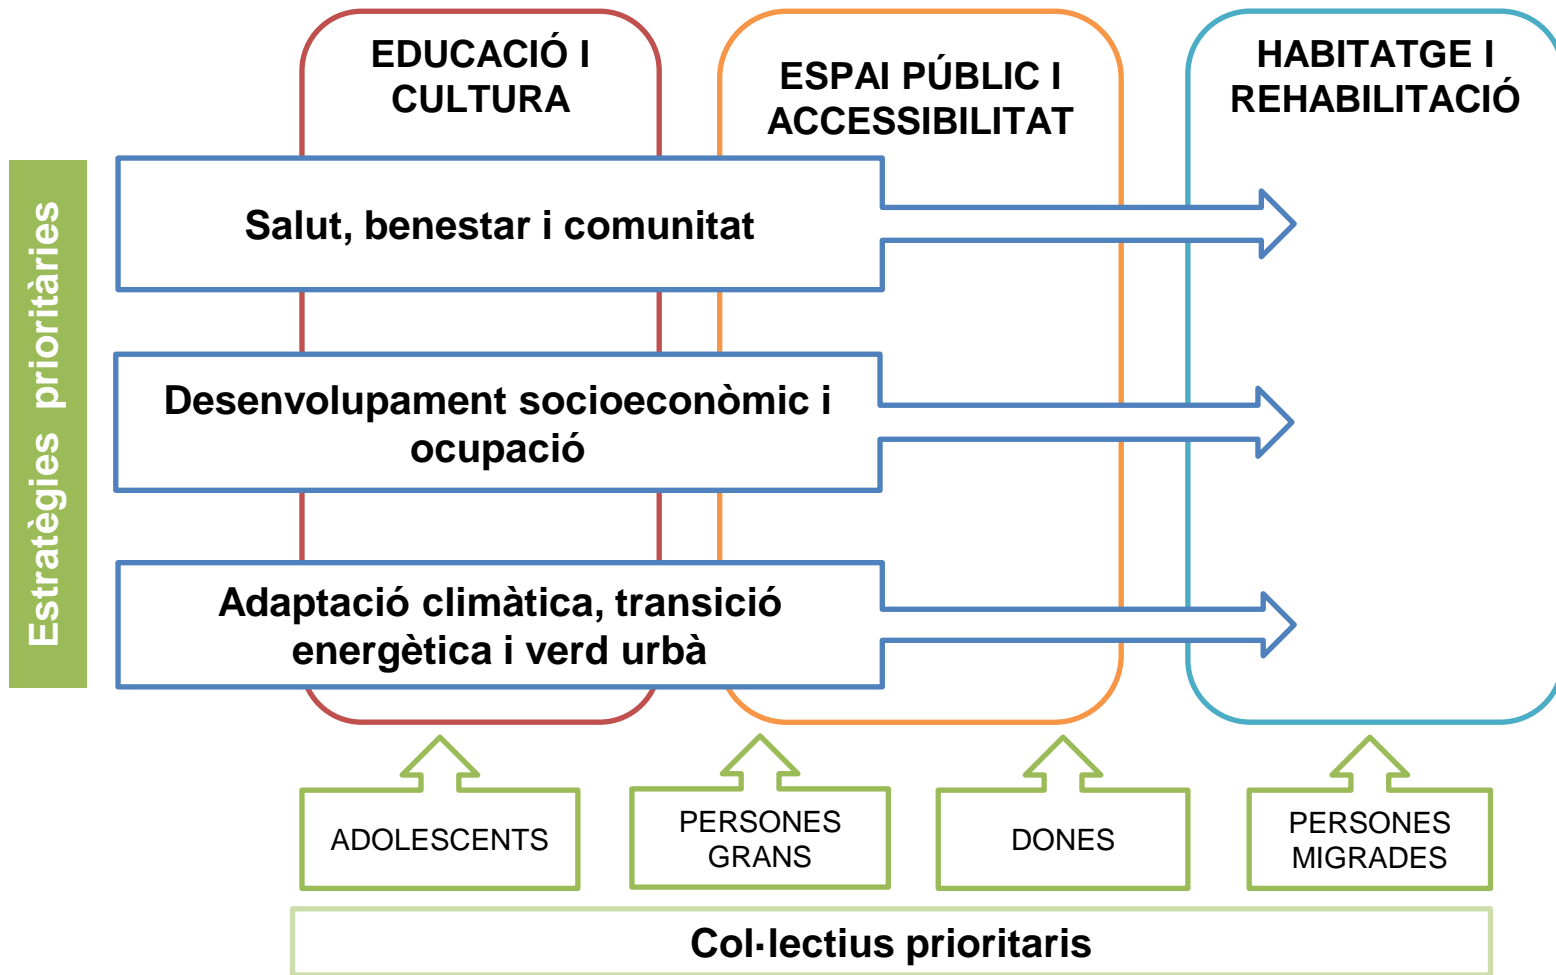 EDUCACIÓ I
CULTURA
ESPAI PÚBLIC I
ACCESSIBILITAT
HABITATGE I
REHABILITACIÓ
Estratègies prioritàries
Salut, benestar i comunitat
Desenvolupament socioeconòmic i
ocupació
Adaptació climàtica, transició
energètica i verd urbà
ADOLESCENTS
PERSONES
GRANS
DONES
PERSONES
MIGRADES
Col·lectius prioritaris